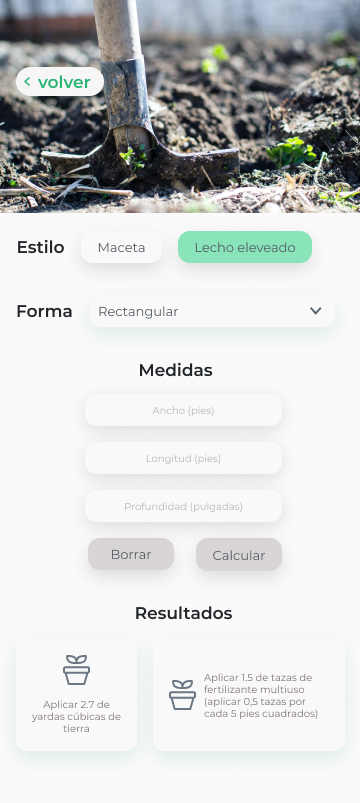 volver
Estilo
Maceta
Lecho eleveado
Forma
Rectangular
Medidas
Ancho (pies)
Longitud (pies)
Profundidad (pulgadas)
Borrar
Calcular
Resultados
Aplicar 2.7 de
yardas cúbicas de
tierra
Aplicar 1.5 de tazas de
fertilizante multiuso
(aplicar 0,5 tazas por
cada 5 pies cuadrados)